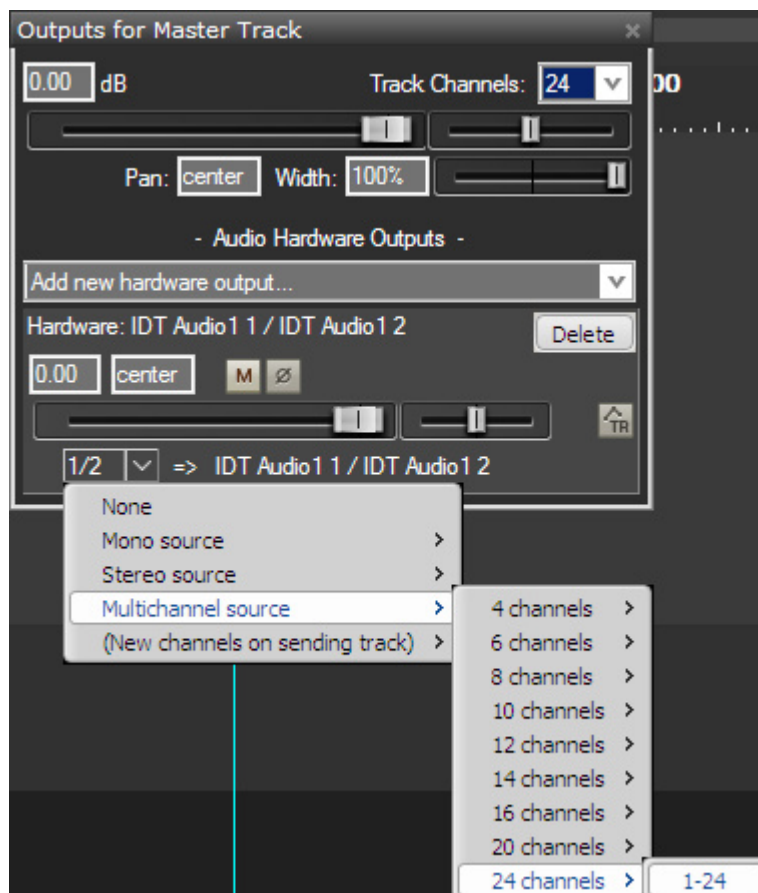 Outputs for Master Track
0.00 dB Track Channels: 24
00
Pan: center Width: 100%
- Audio Hardware Outputs -
Add new hardware output...
Hardware: IDT Audio1 1 / IDT Audio1 2
Delete
0.00 center M Ø
TR
1/2 => IDT Audio1 1 / IDT Audio1 2
None
Mono source
Stereo source
Multichannel source
(New channels on sending track)
4 channels
6 channels
8 channels
10 channels
12 channels
14 channels
16 channels
20 channels
24 channels
1-24